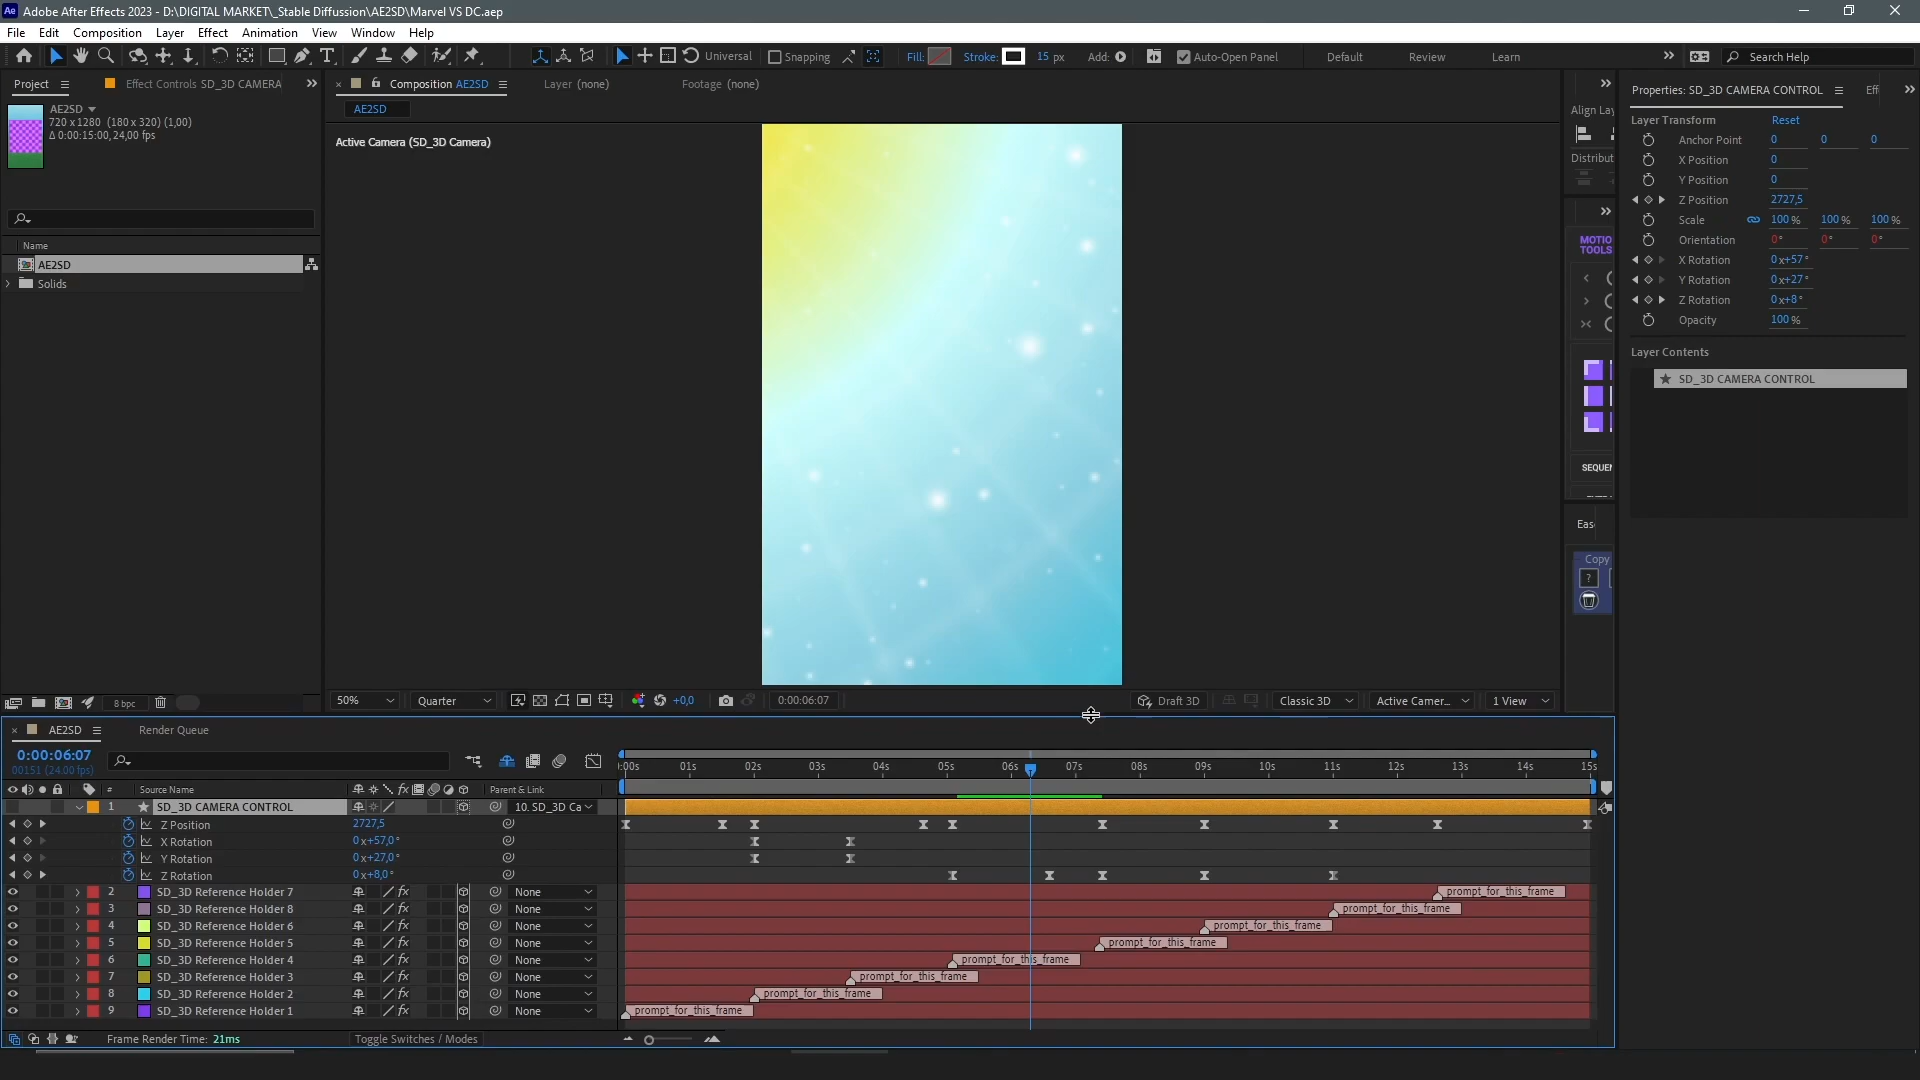 Adobe After Effects 2023 - D:\DIGITAL MARKET\_Stable Diffussion\AE2SD\Marvel VS DC.aep
File Edit Composition Layer Effect Animation View Window Help
Universal Snapping Fill: Stroke: 15 px Add: Auto-Open Panel Default Review Learn Search Help
Project Effect Controls SD_3D CAMERA
Composition AE2SD Layer (none) Footage (none)
AE2SD
720 x 1280 (180 x 320) (1,00)
Δ 0:00:15:00, 24,00 fps
AE2SD
Active Camera (SD_3D Camera)
Name
AE2SD
Solids
8 bpc
50% Quarter +0,0 0:00:06:07 Draft 3D Classic 3D Active Camer... 1 View
Align Lay
Distribut
MOTIO
TOOLS
SEQUEN
Eas
Copy
?
Properties: SD_3D CAMERA CONTROL Eff
Layer Transform Reset
Anchor Point 0 0 0
X Position 0
Y Position 0
Z Position 2727,5
Scale 100 % 100 % 100 %
Orientation 0° 0° 0°
X Rotation 0x+57°
Y Rotation 0x+27°
Z Rotation 0x+8°
Opacity 100 %
Layer Contents
SD_3D CAMERA CONTROL
AE2SD Render Queue
0:00:06:07
00151 (24.00 fps)
:00s 01s 02s 03s 04s 05s 06s 07s 08s 09s 10s 11s 12s 13s 14s 15s
# Source Name Parent & Link
1 SD_3D CAMERA CONTROL 10. SD_3D Ca
Z Position 2727,5
X Rotation 0x+57,0°
Y Rotation 0x+27,0°
Z Rotation 0x+8,0°
2 SD_3D Reference Holder 7 fx None prompt_for_this_frame
3 SD_3D Reference Holder 8 fx None prompt_for_this_frame
4 SD_3D Reference Holder 6 fx None prompt_for_this_frame
5 SD_3D Reference Holder 5 fx None prompt_for_this_frame
6 SD_3D Reference Holder 4 fx None prompt_for_this_frame
7 SD_3D Reference Holder 3 fx None prompt_for_this_frame
8 SD_3D Reference Holder 2 fx None prompt_for_this_frame
9 SD_3D Reference Holder 1 fx None prompt_for_this_frame
Frame Render Time: 21ms Toggle Switches / Modes